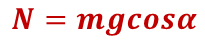 N = mgcosα